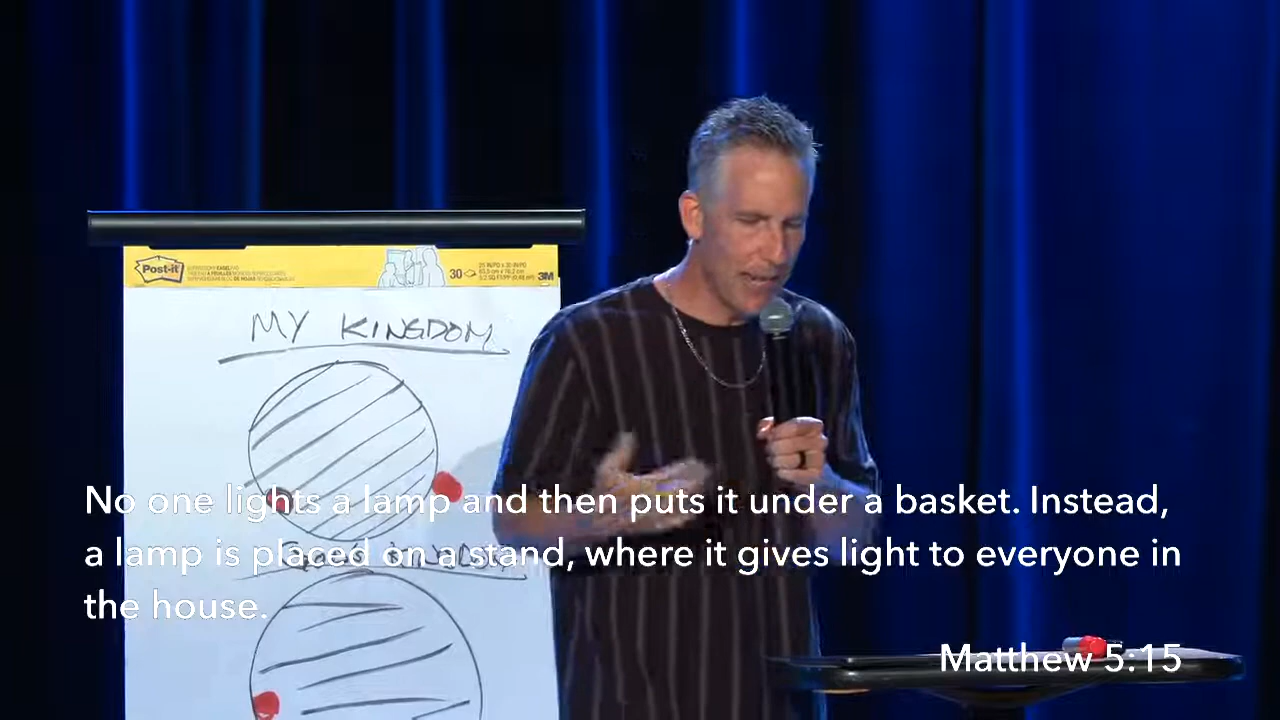 Post-it
30
3M
MY KINGDOM
No one lights a lamp and then puts it under a basket. Instead,
a lamp is placed on a stand, where it gives light to everyone in
the house.
Matthew 5:15